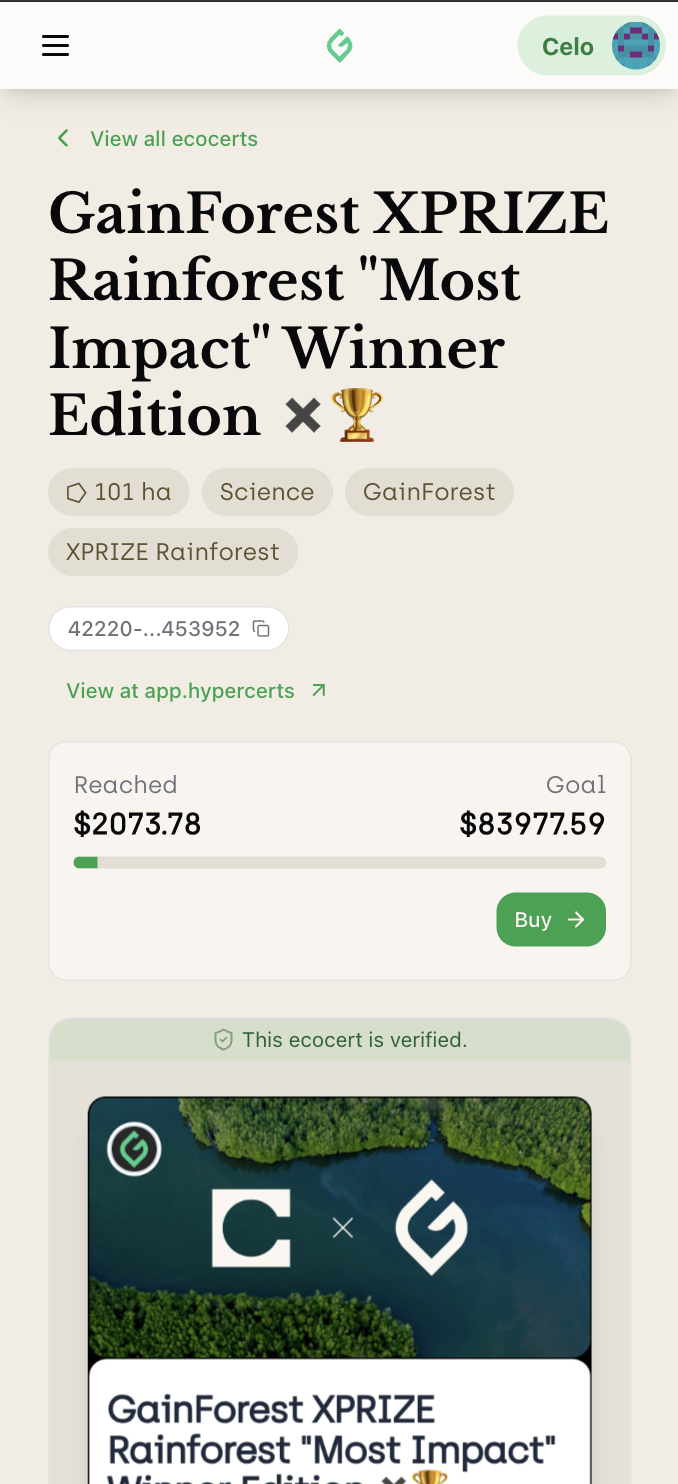 Celo
View all ecocerts
GainForest XPRIZE
Rainforest "Most
Impact" Winner
Edition ✖️🏆
101 ha
Science
GainForest
XPRIZE Rainforest
42220-...453952
View at app.hypercerts
Reached
Goal
$2073.78
$83977.59
Buy
This ecocert is verified.
GainForest XPRIZE
Rainforest "Most Impact"
Winner Edition ✖️🏆